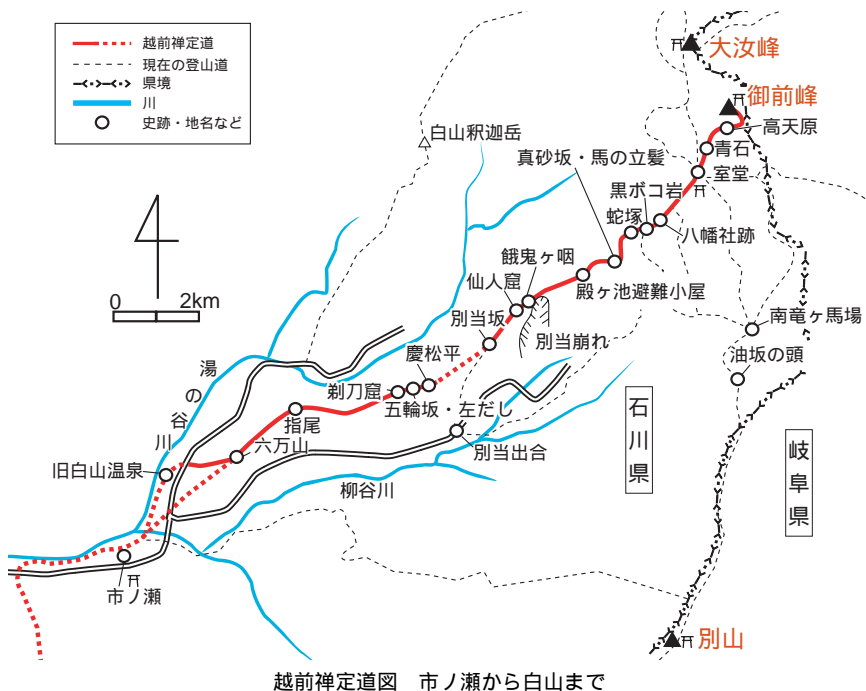 越前禅定道
現在の登山道
県境
川
史跡・地名など
大汝峰
御前峰
高天原
青石
室堂
白山釈迦岳
真砂坂・馬の立髪
黒ボコ岩
蛇塚
八幡社跡
餓鬼ヶ咽
仙人窟
殿ヶ池避難小屋
0 2km
別当坂
別当崩れ
南竜ヶ馬場
油坂の頭
慶松平
剃刀窟
五輪坂・左だし
湯の谷川
指尾
六万山
別当出合
石川県
岐阜県
旧白山温泉
柳谷川
市ノ瀬
別山
越前禅定道図 市ノ瀬から白山まで